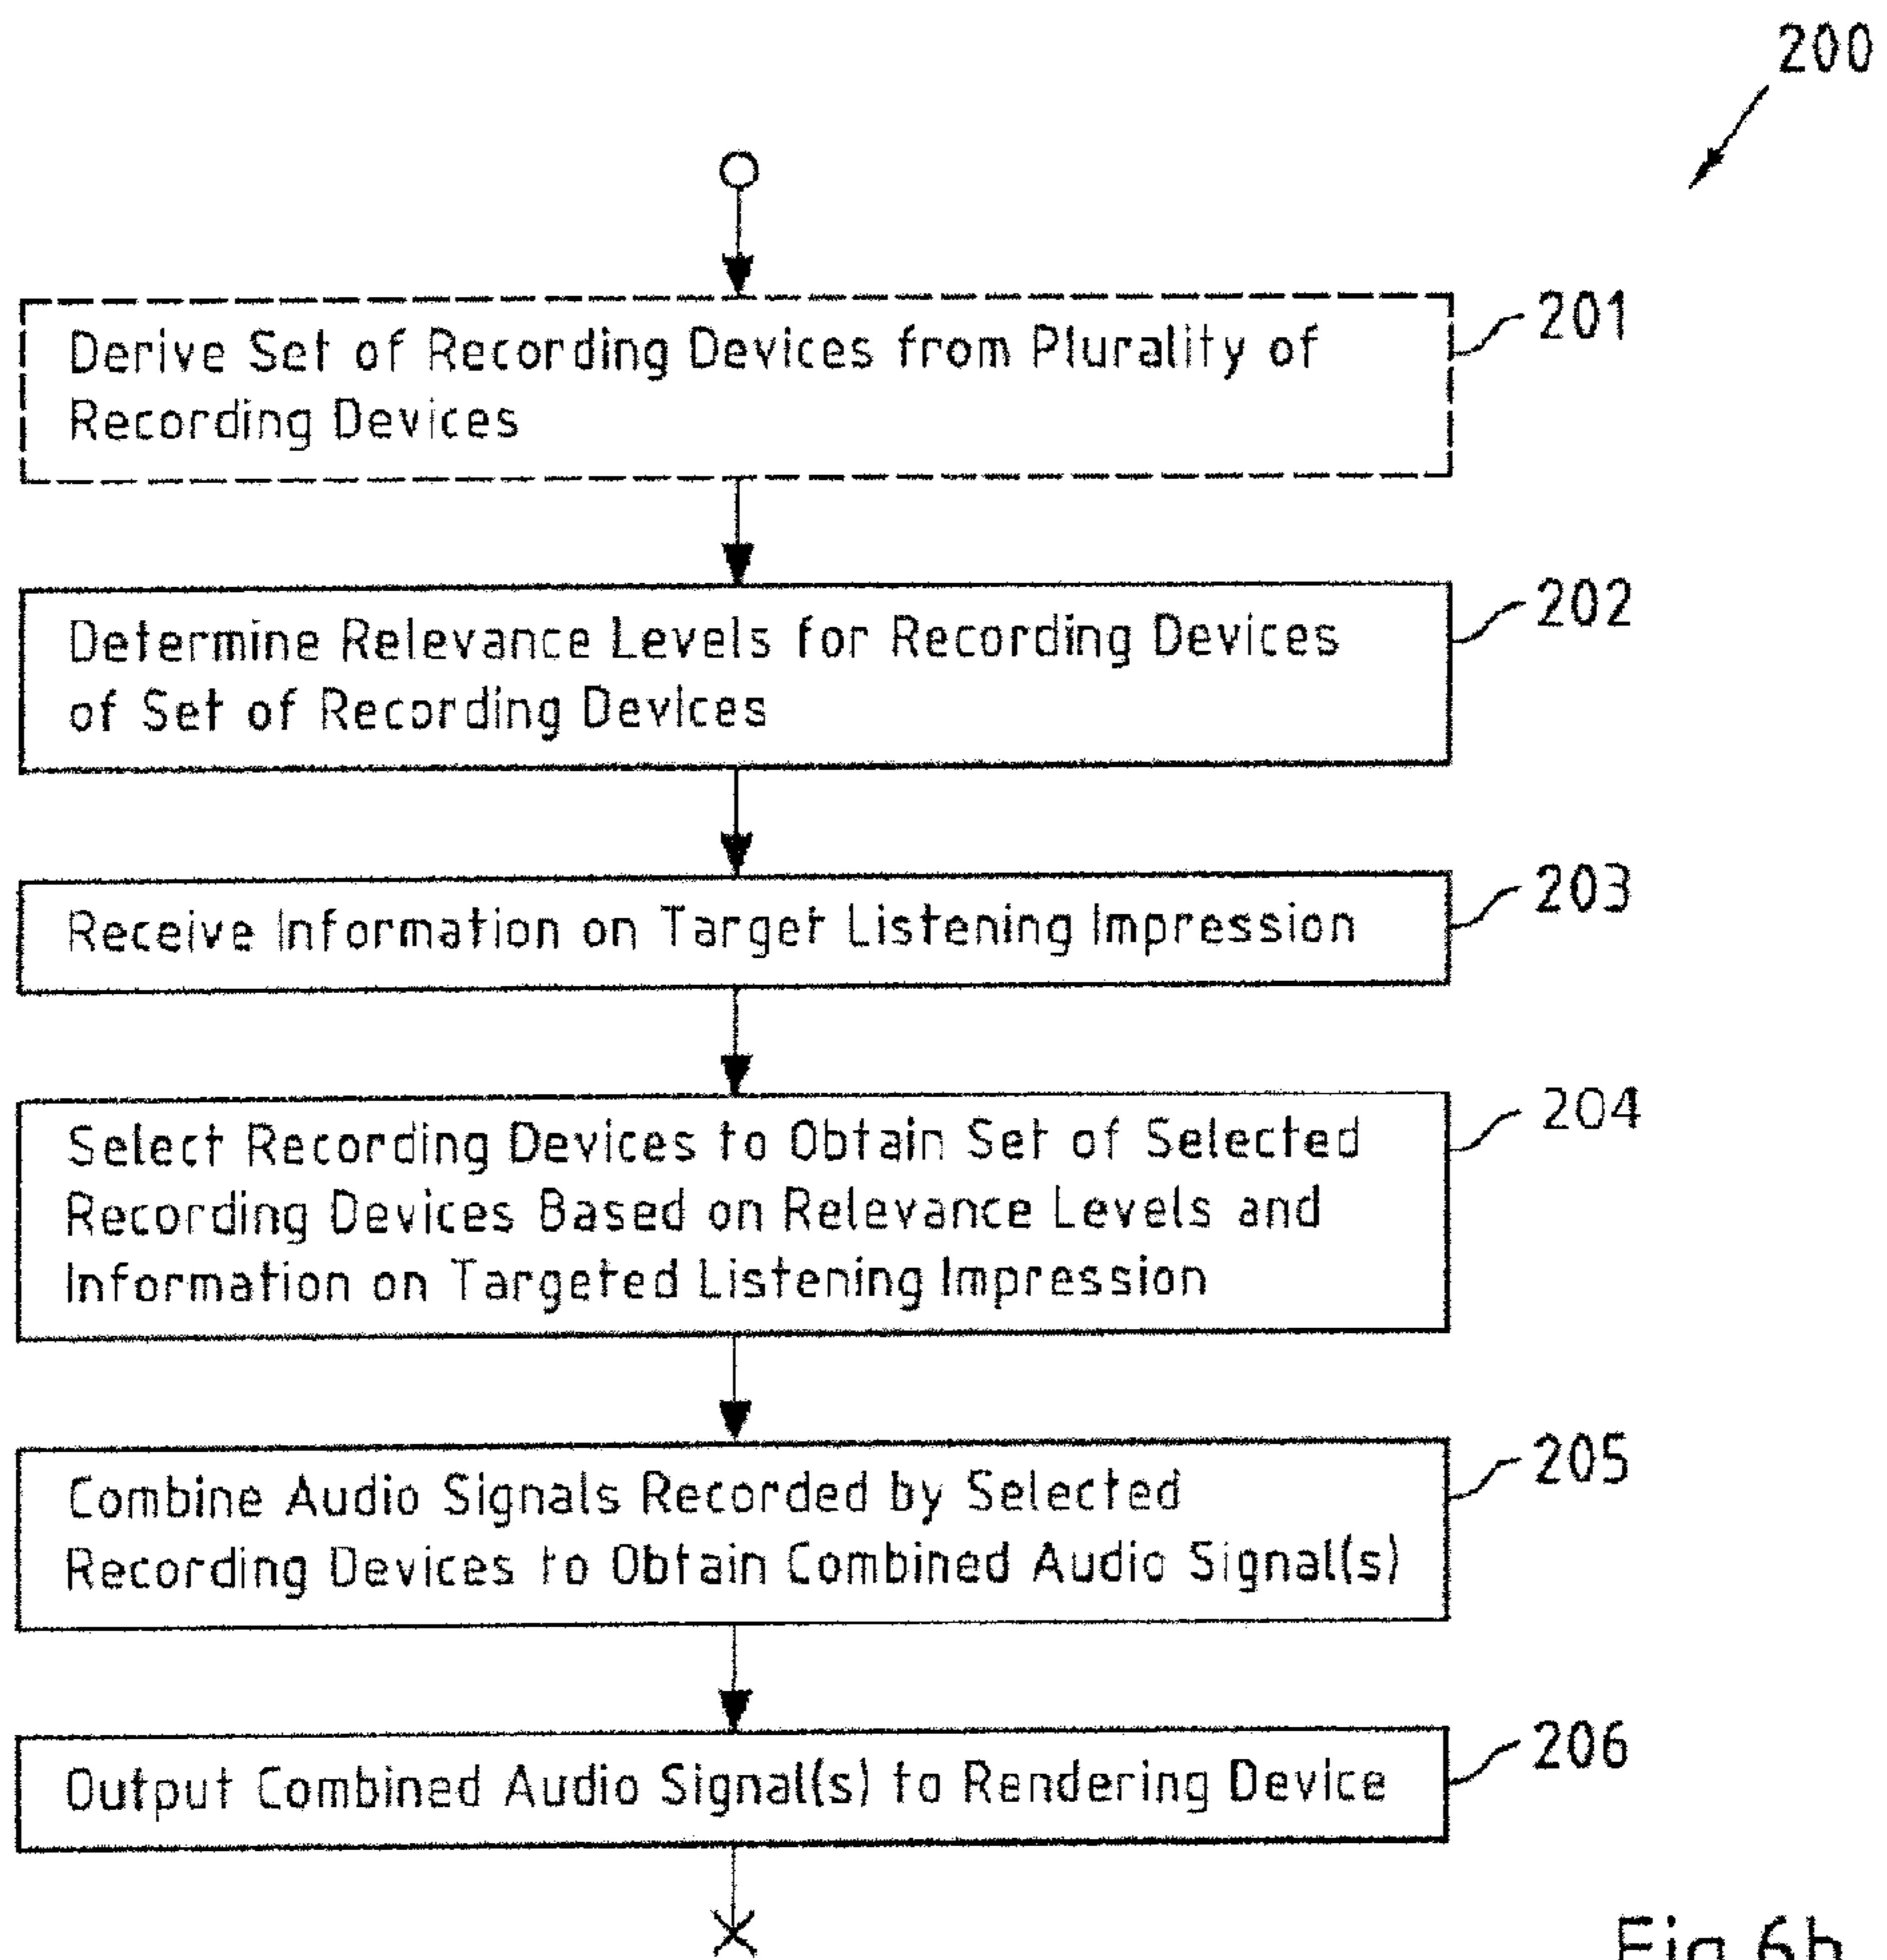 200
Derive Set of Recording Devices from Plurality of
Recording Devices
201
Determine Relevance Levels for Recording Devices
of Set of Recording Devices
202
Receive Information on Target Listening Impression
203
Select Recording Devices to Obtain Set of Selected
Recording Devices Based on Relevance Levels and
Information on Targeted Listening Impression
204
Combine Audio Signals Recorded by Selected
Recording Devices to Obtain Combined Audio Signal(s)
205
Output Combined Audio Signal(s) to Rendering Device
206
Fig.6b